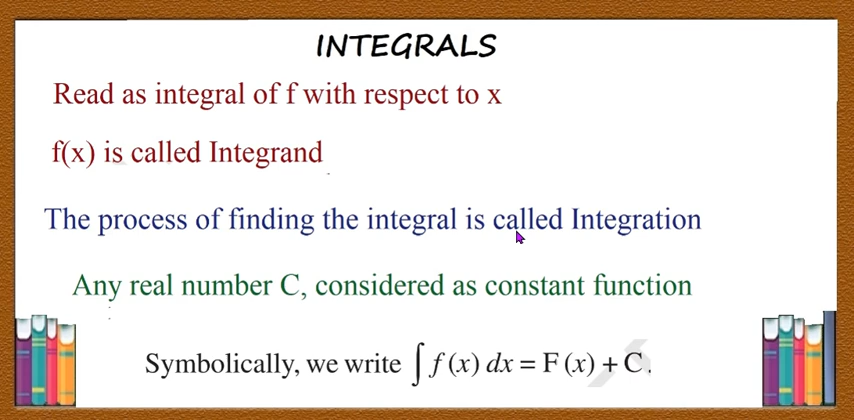 INTEGRALS
Read as integral of f with respect to x
f(x) is called Integrand
The process of finding the integral is called Integration
Any real number C, considered as constant function
Symbolically, we write ∫ f (x) dx = F (x) + C.